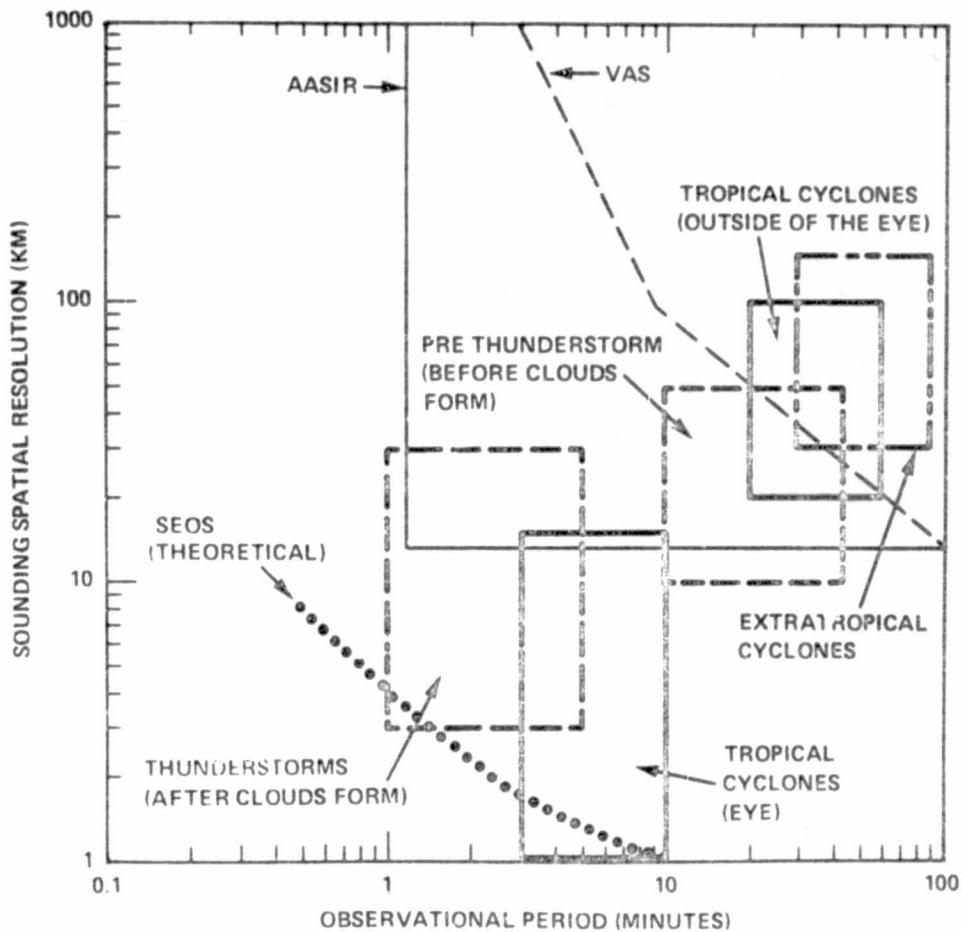 1000
AASIR
VAS
TROPICAL CYCLONES
(OUTSIDE OF THE EYE)
100
PRE THUNDERSTORM
(BEFORE CLOUDS
FORM)
SOUNDING SPATIAL RESOLUTION (KM)
SEOS
(THEORETICAL)
10
EXTRATROPICAL
CYCLONES
THUNDERSTORMS
(AFTER CLOUDS FORM)
TROPICAL
CYCLONES
(EYE)
1
0.1
1
10
100
OBSERVATIONAL PERIOD (MINUTES)